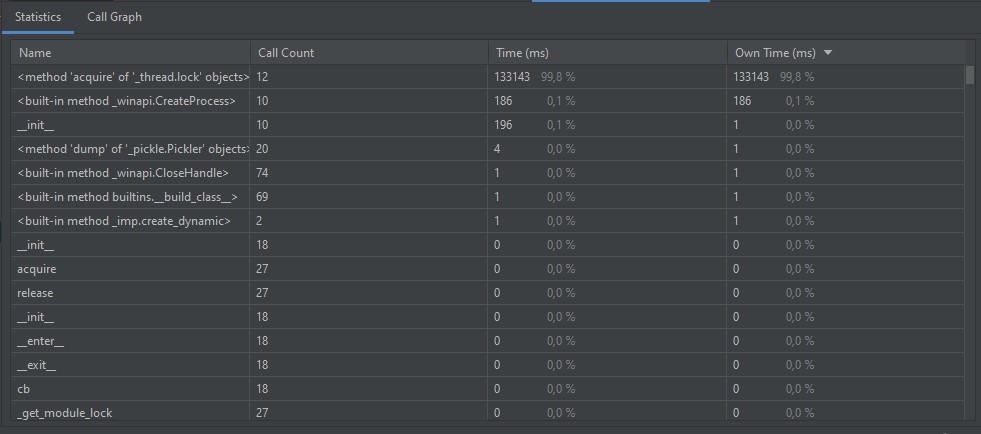 Statistics Call Graph
Name Call Count Time (ms) Own Time (ms)
<method 'acquire' of '_thread.lock' objects> 12 133143 99,8 % 133143 99,8 %
<built-in method _winapi.CreateProcess> 10 186 0,1 % 186 0,1 %
__init__ 10 196 0,1 % 1 0,0 %
<method 'dump' of '_pickle.Pickler' objects> 20 4 0,0 % 1 0,0 %
<built-in method _winapi.CloseHandle> 74 1 0,0 % 1 0,0 %
<built-in method builtins.__build_class__> 69 1 0,0 % 1 0,0 %
<built-in method _imp.create_dynamic> 2 1 0,0 % 1 0,0 %
__init__ 18 0 0,0 % 0 0,0 %
acquire 27 0 0,0 % 0 0,0 %
release 27 0 0,0 % 0 0,0 %
__init__ 18 0 0,0 % 0 0,0 %
__enter__ 18 0 0,0 % 0 0,0 %
__exit__ 18 0 0,0 % 0 0,0 %
cb 18 0 0,0 % 0 0,0 %
_get_module_lock 27 0 0,0 % 0 0,0 %